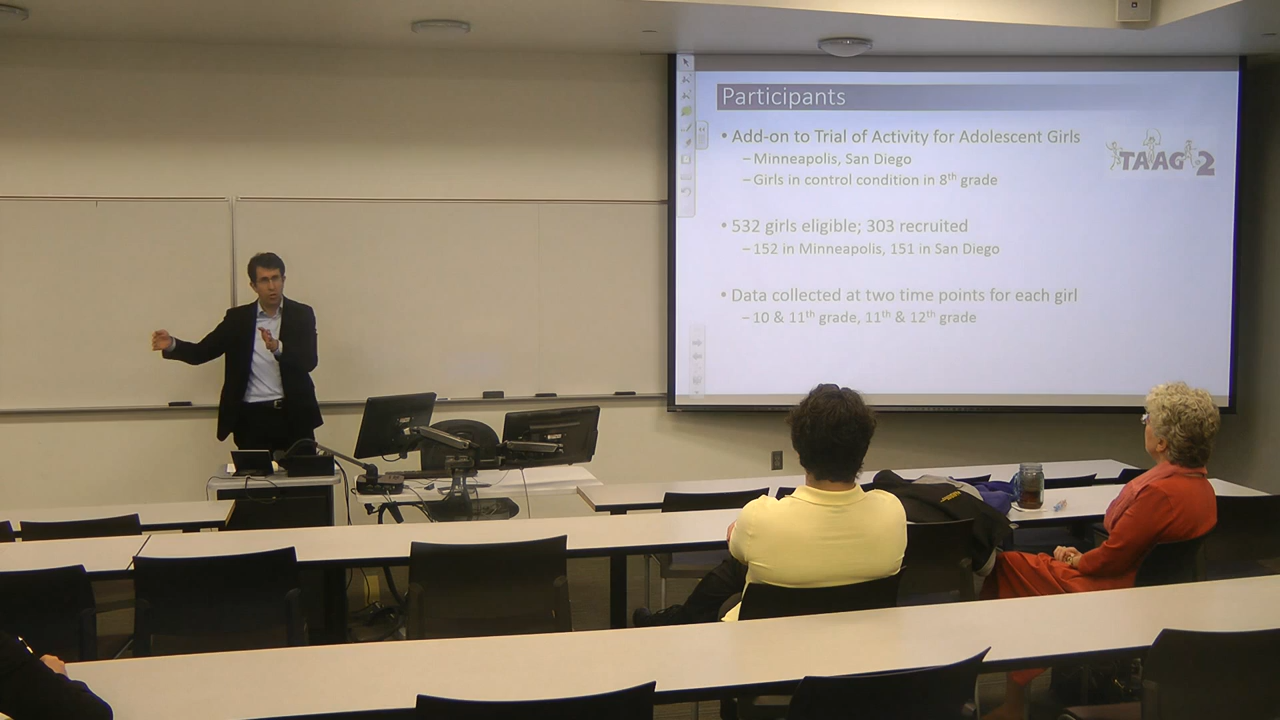 Participants
• Add-on to Trial of Activity for Adolescent Girls
– Minneapolis, San Diego
– Girls in control condition in 8th grade
TAAG 2
• 532 girls eligible; 303 recruited
– 152 in Minneapolis, 151 in San Diego
• Data collected at two time points for each girl
– 10 & 11th grade, 11th & 12th grade